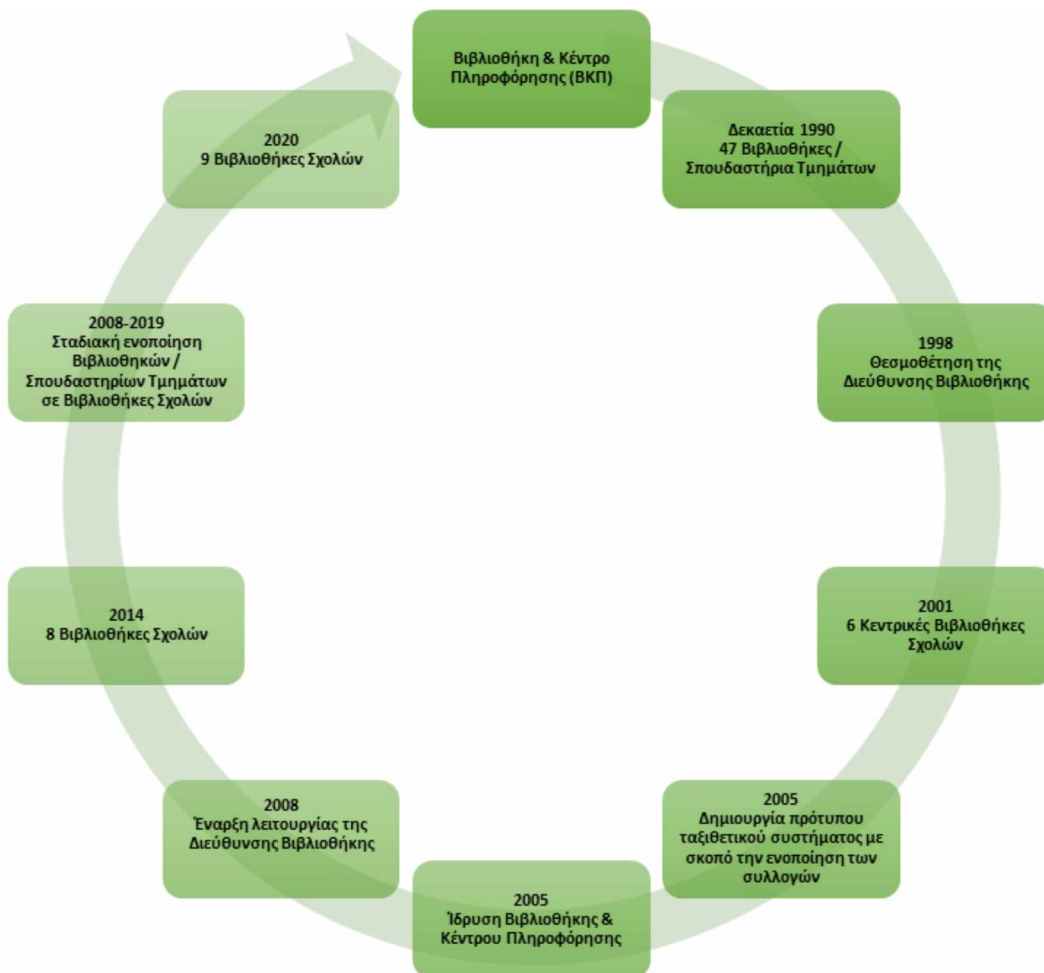 Βιβλιοθήκη & Κέντρο
Πληροφόρησης (ΒΚΠ)
Δεκαετία 1990
47 Βιβλιοθήκες /
Σπουδαστήρια Τμημάτων
1998
Θεσμοθέτηση της
Διεύθυνσης Βιβλιοθήκης
2001
6 Κεντρικές Βιβλιοθήκες
Σχολών
2005
Δημιουργία πρότυπου
ταξιθετικού συστήματος με
σκοπό την ενοποίηση των
συλλογών
2005
Ίδρυση Βιβλιοθήκης &
Κέντρου Πληροφόρησης
2008
Έναρξη λειτουργίας της
Διεύθυνσης Βιβλιοθήκης
2014
8 Βιβλιοθήκες Σχολών
2008-2019
Σταδιακή ενοποίηση
Βιβλιοθηκών /
Σπουδαστηρίων Τμημάτων
σε Βιβλιοθήκες Σχολών
2020
9 Βιβλιοθήκες Σχολών